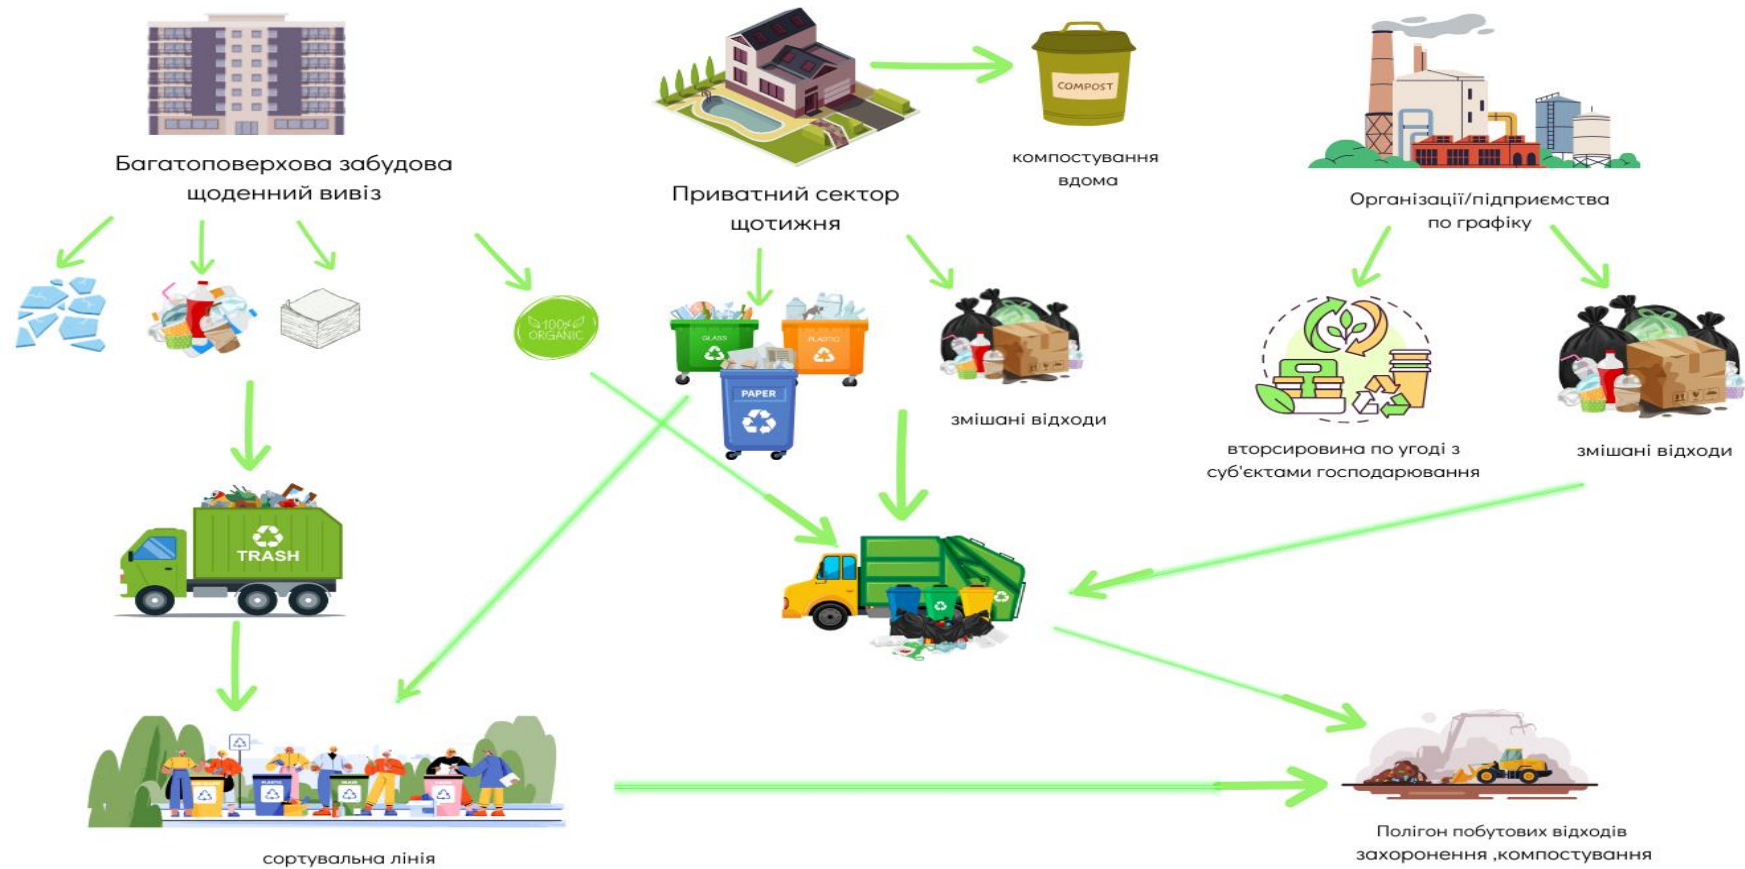 Багатоповерхова забудова
щоденний вивіз
Приватний сектор
щотижня
COMPOST
компостування
вдома
Організації/підприємства
по графіку
100%
ORGANIC
GLASS
PLASTIC
PAPER
змішані відходи
вторсировина по угоді з
суб'єктами господарювання
змішані відходи
TRASH
сортувальна лінія
Полігон побутових відходів
захоронення ,компостування